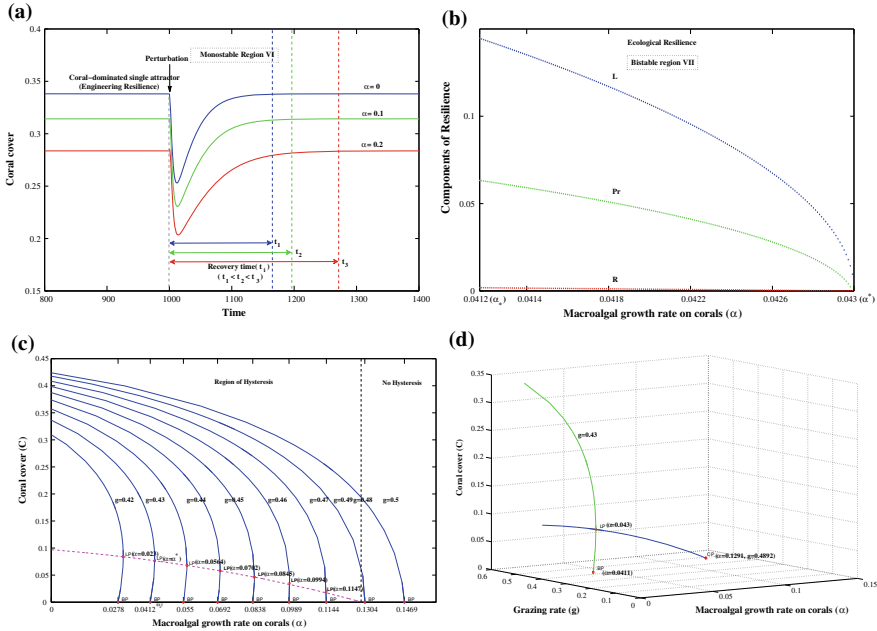 (a)
0.4
0.35
0.3
0.25
0.2
0.15
Coral cover
Perturbation
Monostable Region VI
Coral−dominated single attractor
(Engineering Resilience)
α= 0
α= 0.1
α= 0.2
t1
t2
t3
Recovery time( t i )
( t1 < t2 < t3 )
800 900 1000 1100 1200 1300 1400
Time
(b)
0.1
0.05
0
Components of Resilience
Ecological Resilience
Bistable region VII
L
Pr
R
0.0412 (α*) 0.0414 0.0418 0.0422 0.0426 0.043 (α*)
Macroalgal growth rate on corals (α)
(c)
0.45
0.4
0.35
0.3
0.25
0.2
0.15
0.1
0.05
0
Coral cover (C)
Region of Hysteresis
No Hysteresis
g=0.42 g=0.43 g=0.44 g=0.45 g=0.46 g=0.47 g=0.49 g=0.48 g=0.5
LP(α=0.023)
LP(α=α*)
LP(α=0.0564)
LP(α=0.0702)
LP(α=0.0845)
LP(α=0.0994)
LP(α=0.1147)
BP BP BP BP BP BP BP BP BP
0 0.0278 0.0412 0.055 0.0692 0.0838 0.0989 0.1144 0.1304 0.1469
Macroalgal growth rate on corals (α)
(d)
0.35
0.3
0.25
0.2
0.15
0.1
0.05
0
Coral cover (C)
g=0.43
LP(α=0.043)
CP(α=0.1291, g=0.4892)
BP
(α=0.0411)
0.6 0.5 0.4 0.3 0.2 0.1 0
Grazing rate (g)
0 0.05 0.1 0.15
Macroalgal growth rate on corals (α)